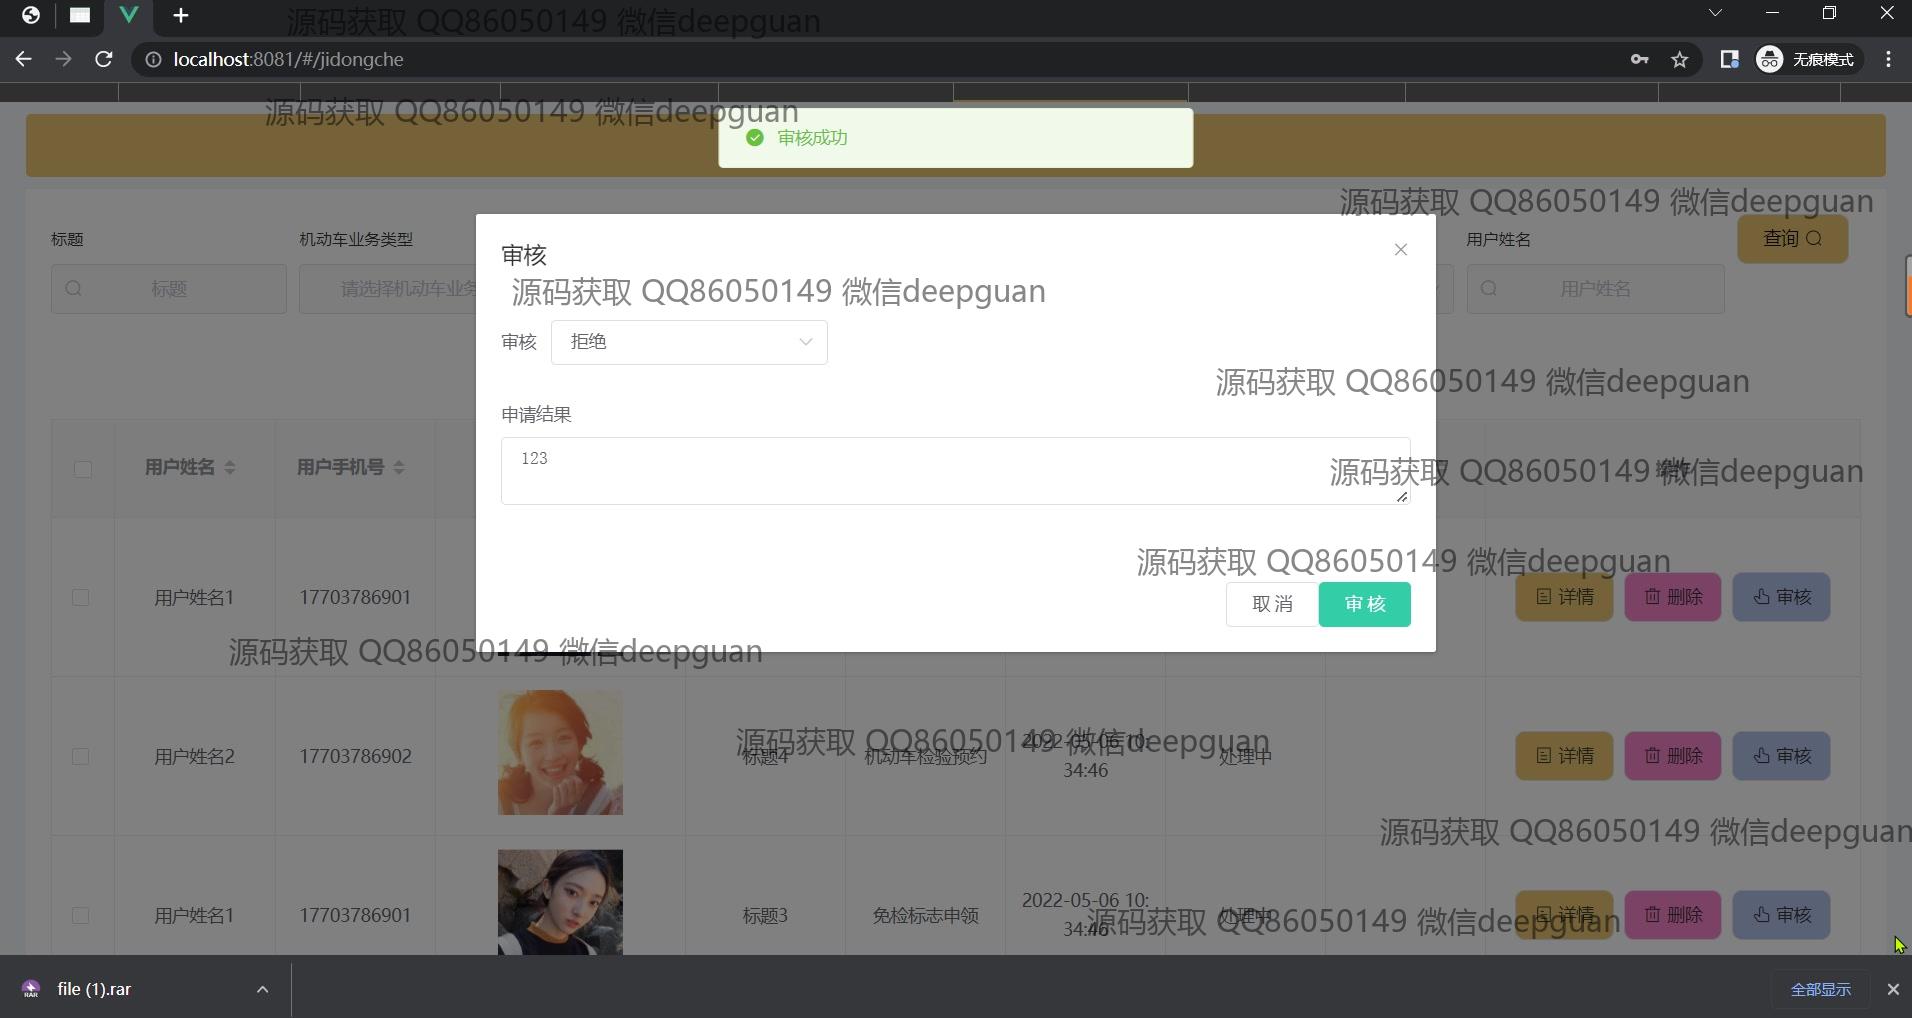 源码获取 QQ86050149 微信deepguan
localhost:8081/#/jidongche
无痕模式
源码获取 QQ86050149 微信deepguan
审核成功
源码获取 QQ86050149 微信deepguan
标题
机动车业务类型
用户姓名
查询
标题
请选择机动车业务
用户姓名
审核
源码获取 QQ86050149 微信deepguan
审核
拒绝
源码获取 QQ86050149 微信deepguan
申请结果
123
用户姓名
用户手机号
源码获取 QQ86050149 微信deepguan
源码获取 QQ86050149 微信deepguan
取消
审核
用户姓名1
17703786901
详情
删除
审核
源码获取 QQ86050149 微信deepguan
用户姓名2
17703786902
标题4
机动车检验预约
2022-05-06 10:
34:46
处理中
详情
删除
审核
源码获取 QQ86050149 微信deepguan
源码获取 QQ86050149 微信deepguan
用户姓名1
17703786901
标题3
免检标志申领
2022-05-06 10:
34:46
处理中
详情
删除
审核
源码获取 QQ86050149 微信deepguan
file (1).rar
全部显示